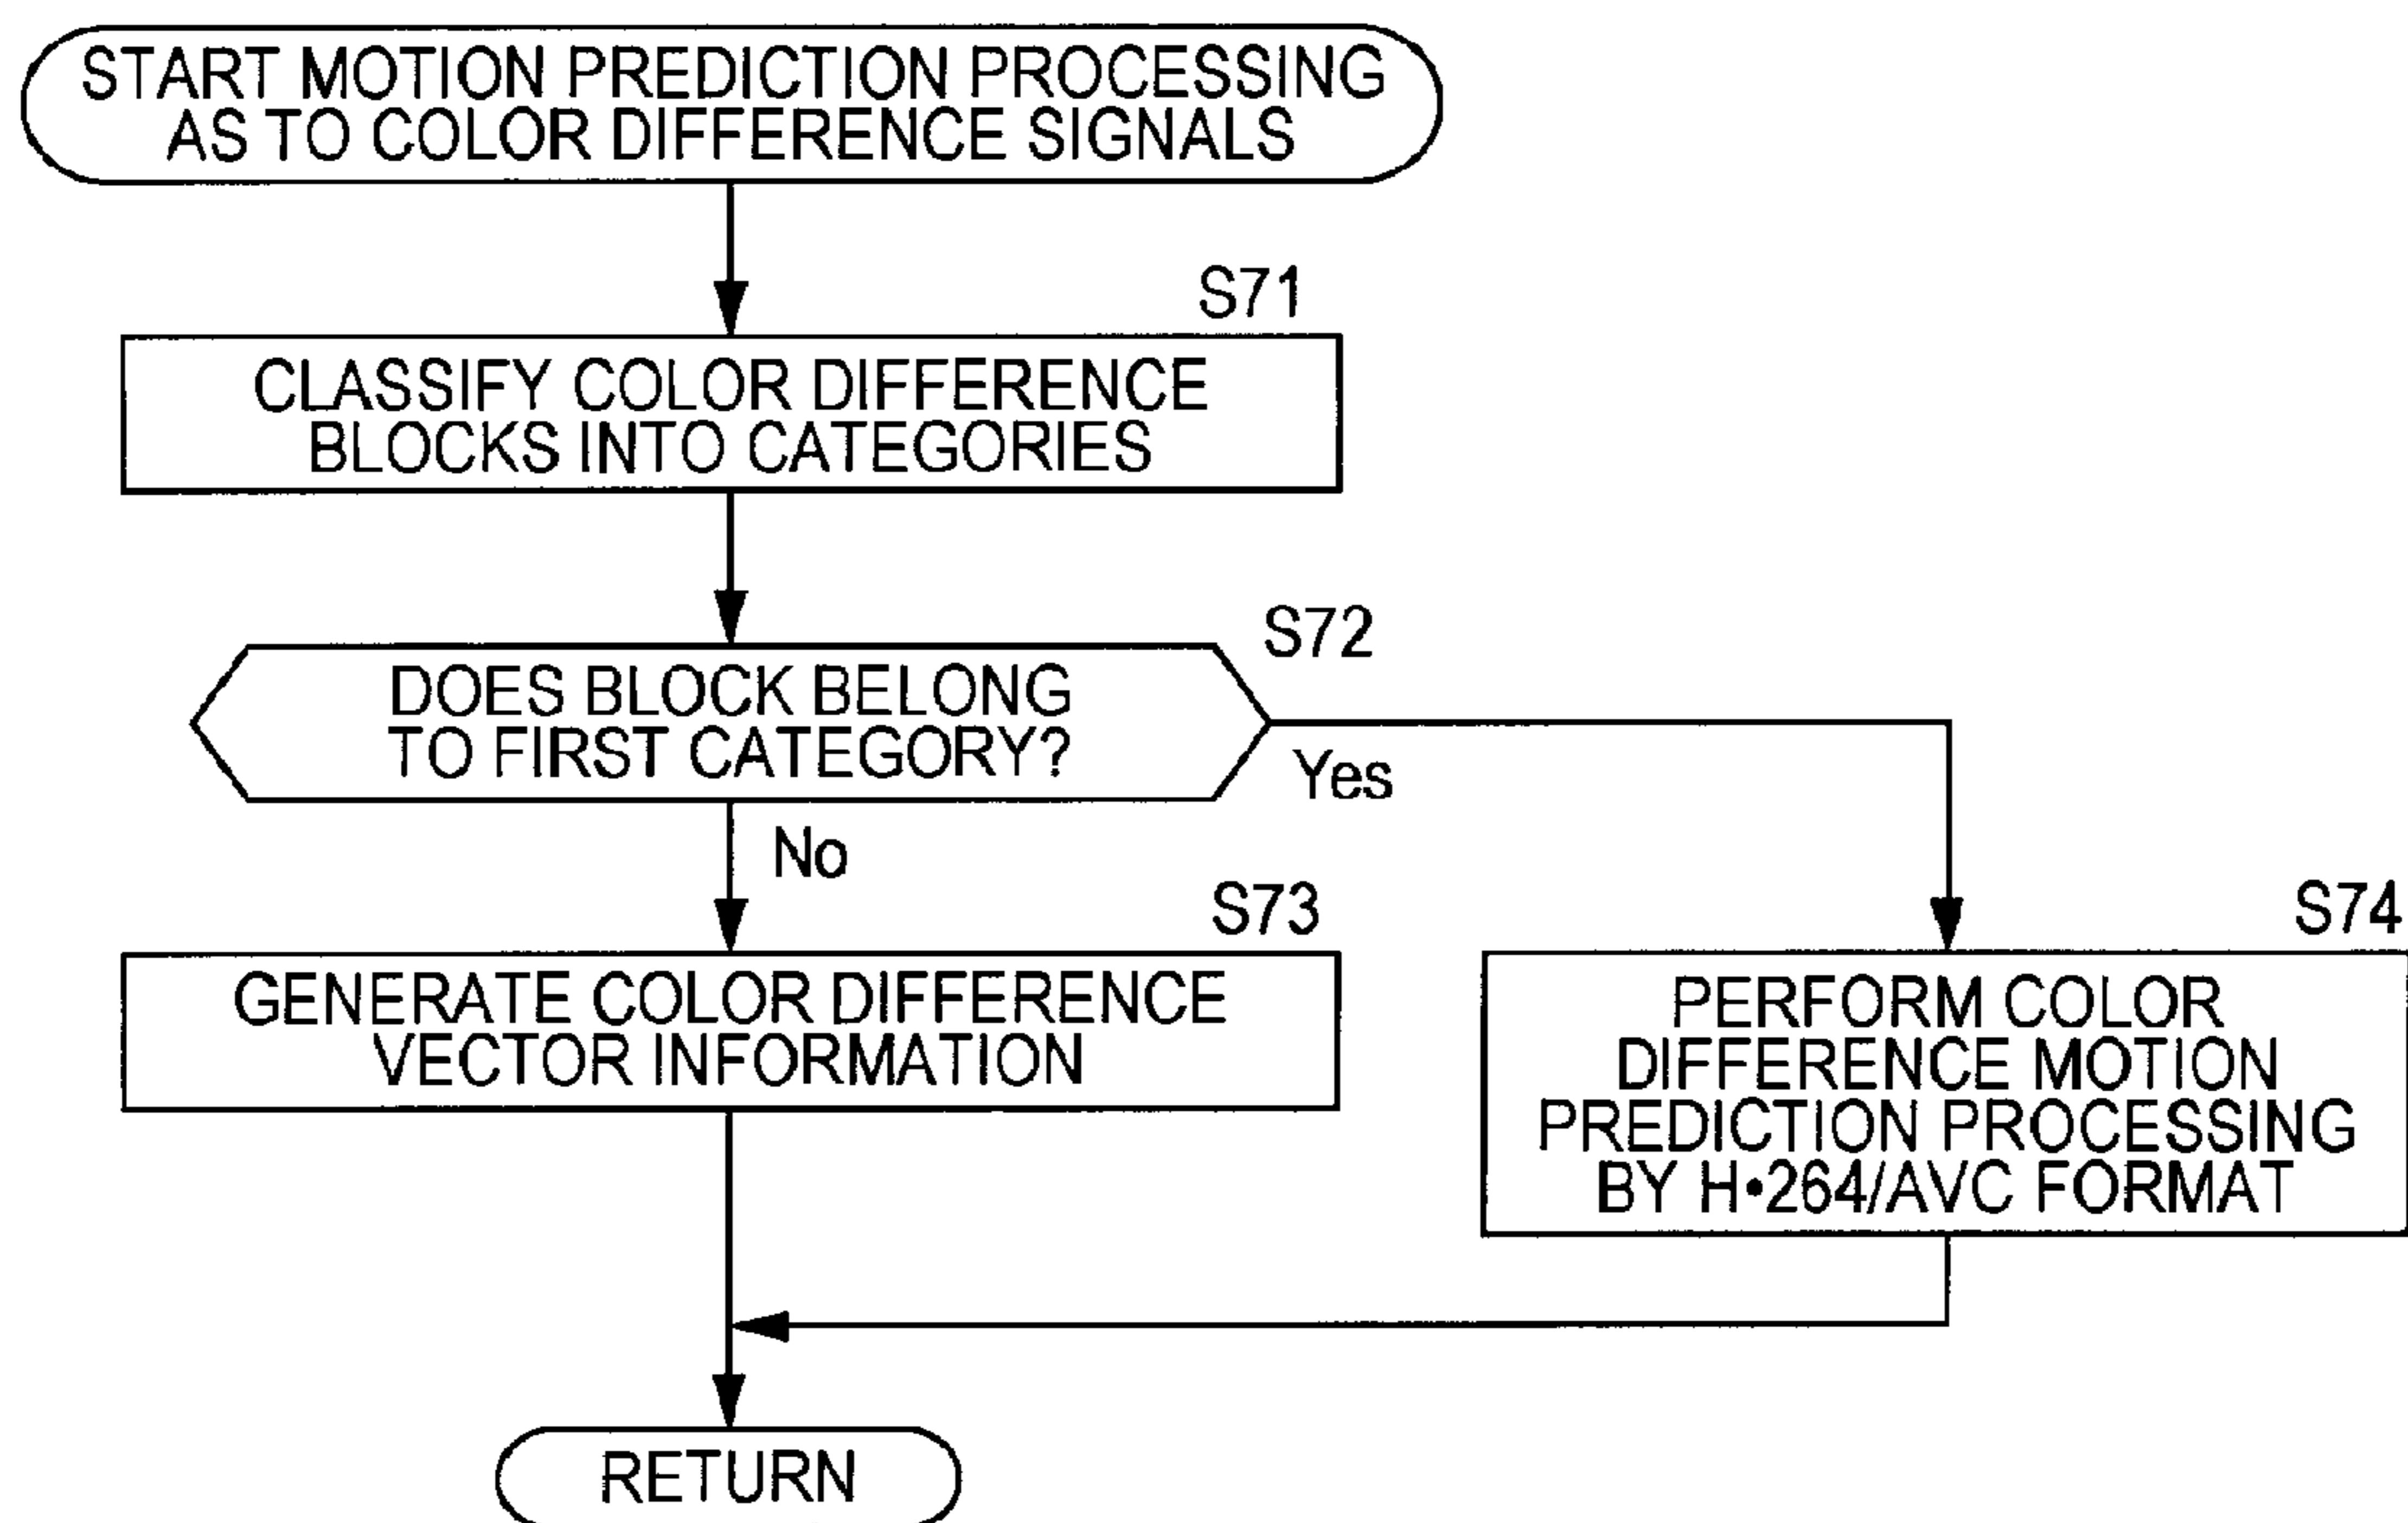 START MOTION PREDICTION PROCESSING
AS TO COLOR DIFFERENCE SIGNALS
S71
CLASSIFY COLOR DIFFERENCE
BLOCKS INTO CATEGORIES
S72
DOES BLOCK BELONG
TO FIRST CATEGORY?
Yes
No
S73
GENERATE COLOR DIFFERENCE
VECTOR INFORMATION
S74
PERFORM COLOR
DIFFERENCE MOTION
PREDICTION PROCESSING
BY H•264/AVC FORMAT
RETURN